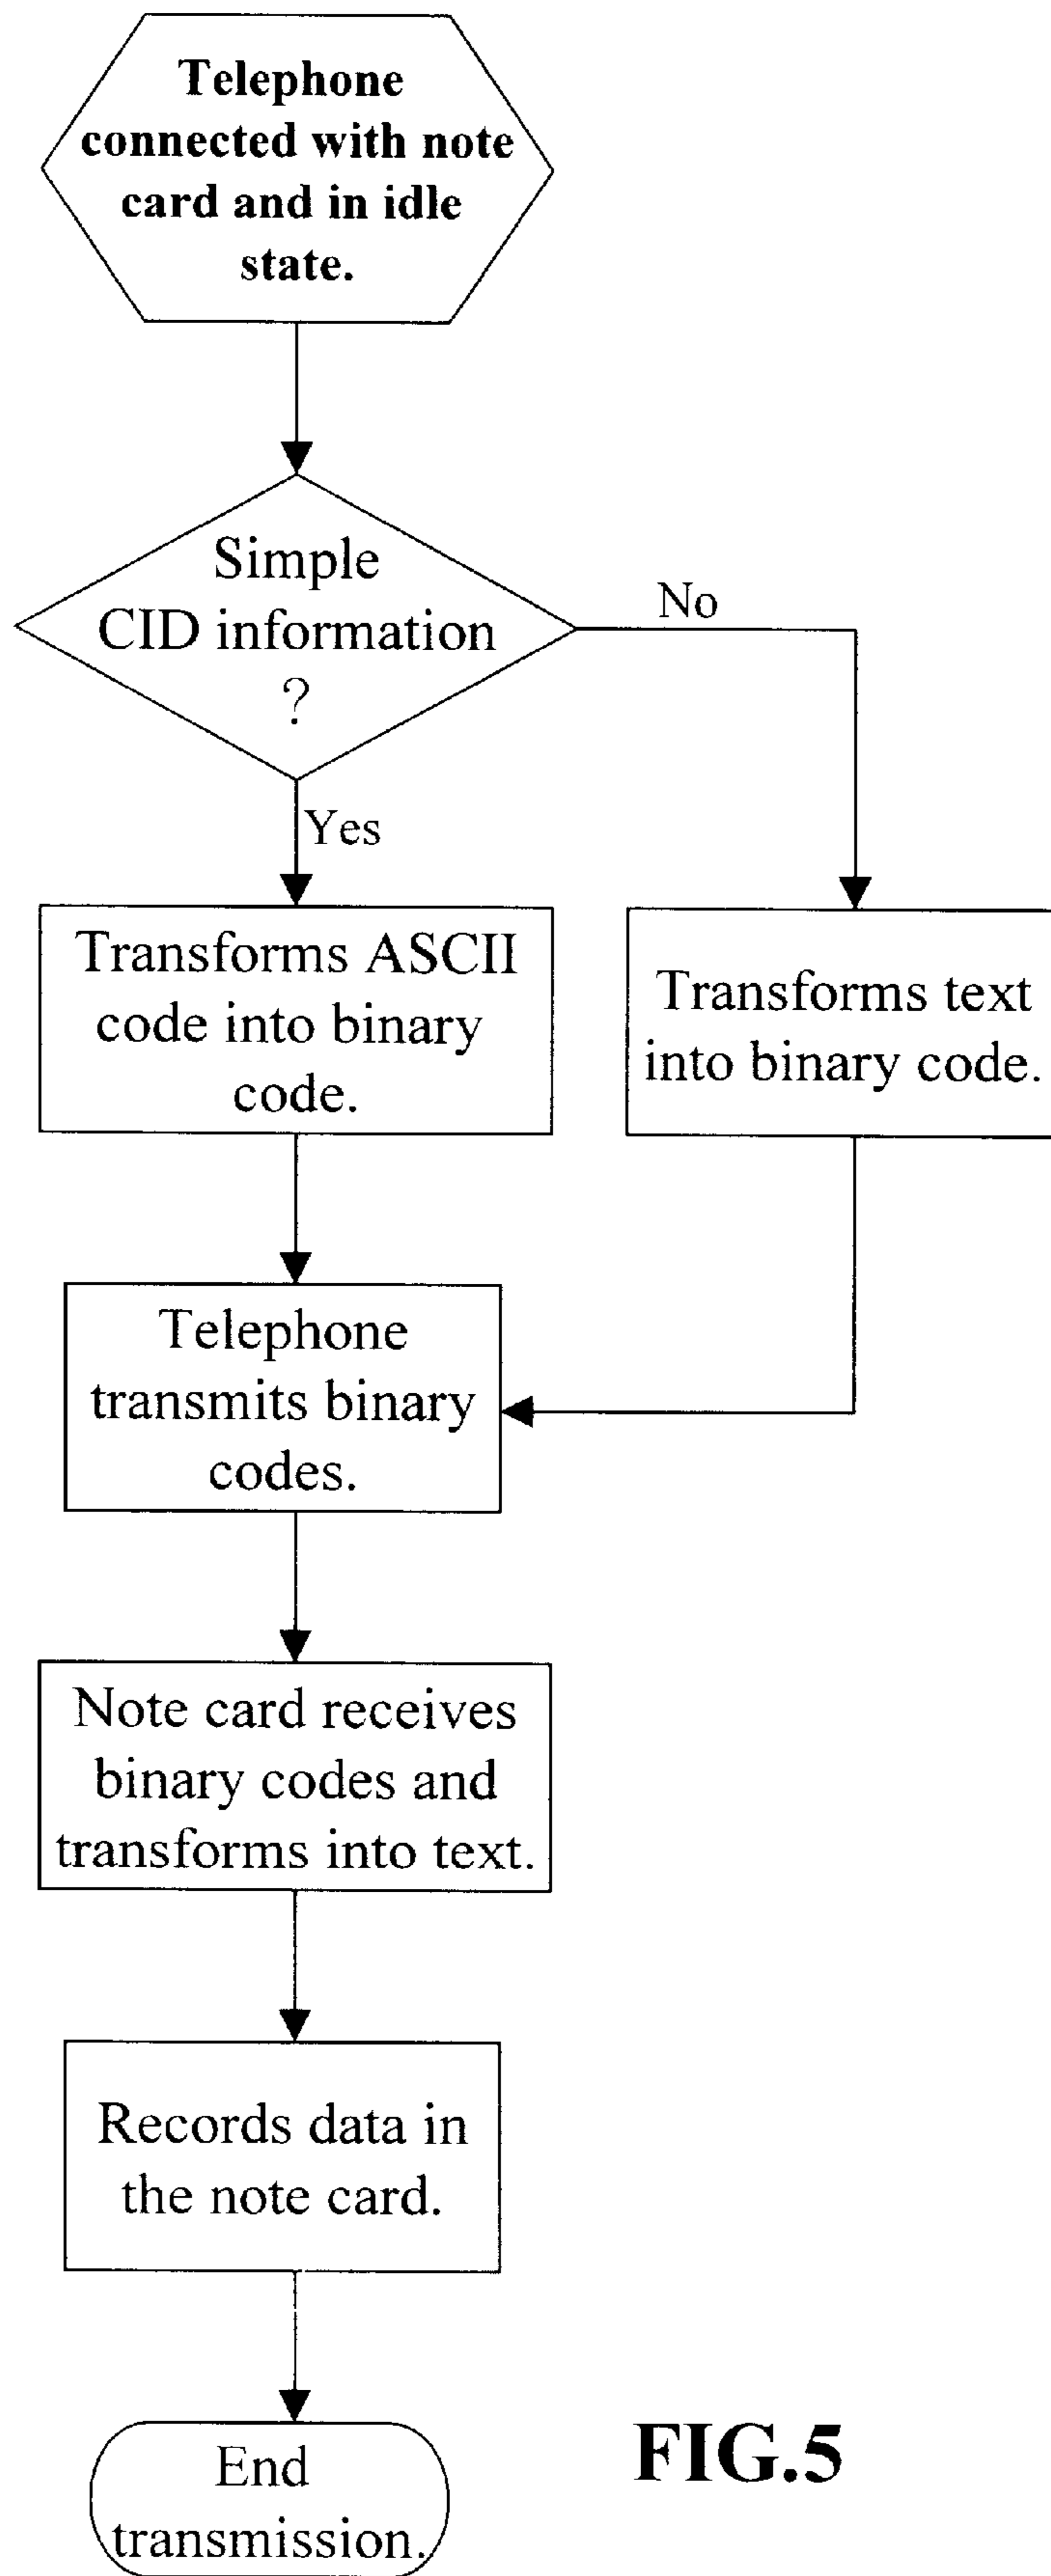 Telephone
connected with note
card and in idle
state.
Simple
CID information
?
No
Yes
Transforms ASCII
code into binary
code.
Transforms text
into binary code.
Telephone
transmits binary
codes.
Note card receives
binary codes and
transforms into text.
Records data in
the note card.
End
transmission.
FIG.5